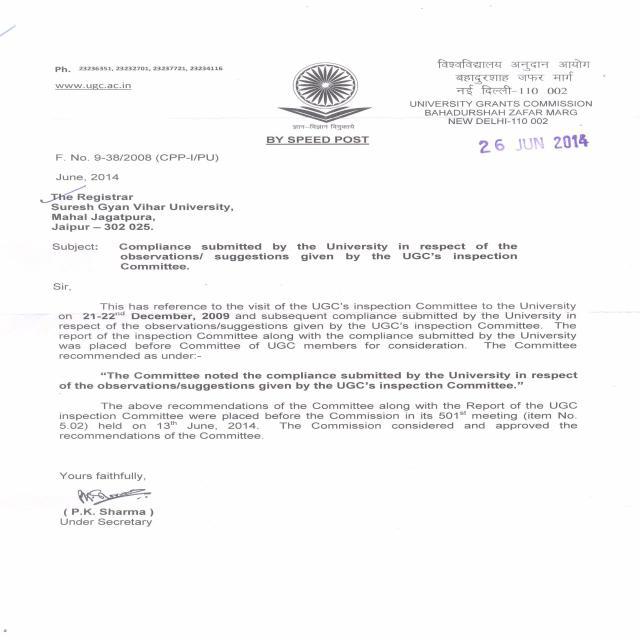 Ph. 23236351, 23232701, 23237721, 23234116
www.ugc.ac.in
ज्ञान-विज्ञान विमुक्तये
BY SPEED POST
विश्वविद्यालय अनुदान आयोग
बहादुरशाह जफर मार्ग
नई दिल्ली-110 002
UNIVERSITY GRANTS COMMISSION
BAHADURSHAH ZAFAR MARG
NEW DELHI-110 002
26 JUN 2014
F. No. 9-38/2008 (CPP-I/PU)
June, 2014
The Registrar
Suresh Gyan Vihar University,
Mahal Jagatpura,
Jaipur – 302 025.
Subject: Compliance submitted by the University in respect of the
observations/ suggestions given by the UGC's inspection
Committee.
Sir,
This has reference to the visit of the UGC's inspection Committee to the University
on 21-22nd December, 2009 and subsequent compliance submitted by the University in
respect of the observations/suggestions given by the UGC's inspection Committee. The
report of the inspection Committee along with the compliance submitted by the University
was placed before Committee of UGC members for consideration. The Committee
recommended as under:-
"The Committee noted the compliance submitted by the University in respect
of the observations/suggestions given by the UGC's inspection Committee."
The above recommendations of the Committee along with the Report of the UGC
inspection Committee were placed before the Commission in its 501st meeting (item No.
5.02) held on 13th June, 2014. The Commission considered and approved the
recommendations of the Committee.
Yours faithfully,
( P.K. Sharma )
Under Secretary